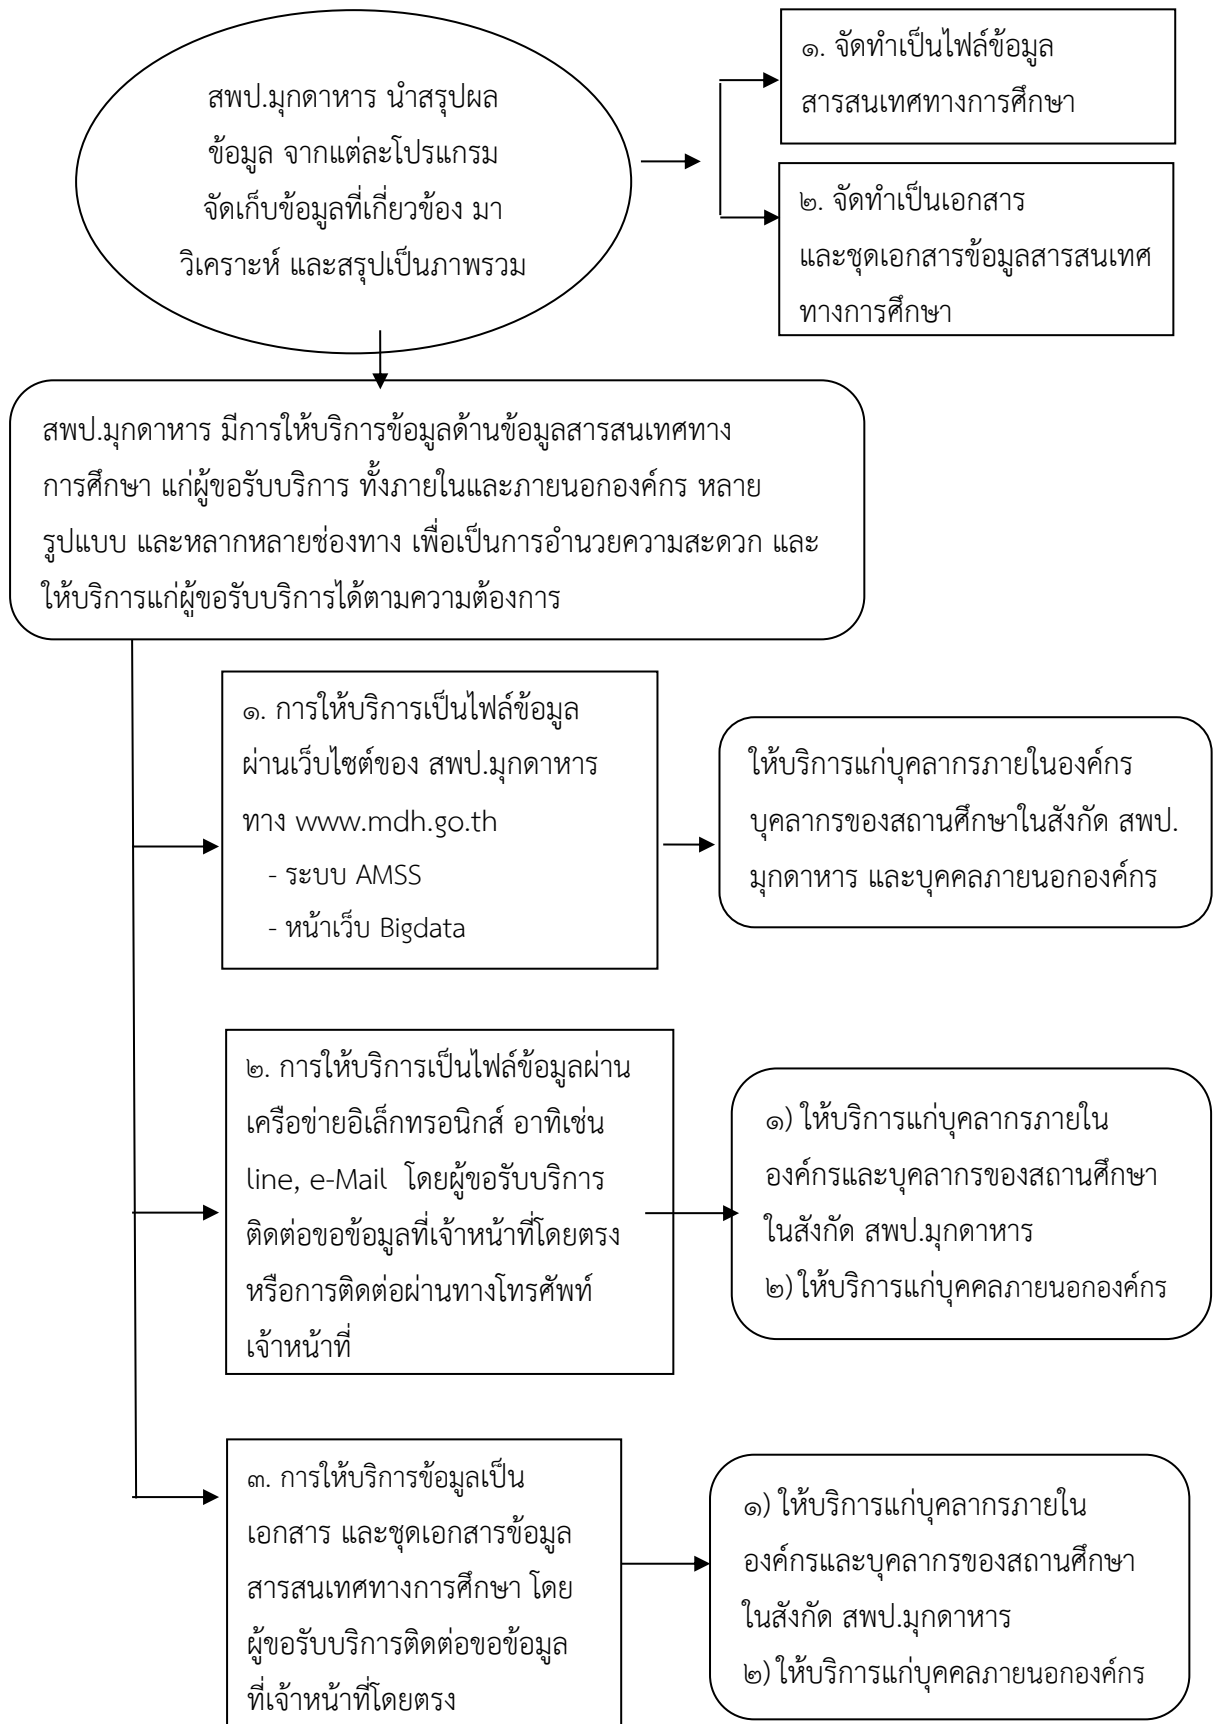 สพป.มุกดาหาร นำสรุปผล
ข้อมูล จากแต่ละโปรแกรม
จัดเก็บข้อมูลที่เกี่ยวข้อง มา
วิเคราะห์ และสรุปเป็นภาพรวม
๑. จัดทำเป็นไฟล์ข้อมูล
สารสนเทศทางการศึกษา
๒. จัดทำเป็นเอกสาร
และชุดเอกสารข้อมูลสารสนเทศ
ทางการศึกษา
สพป.มุกดาหาร มีการให้บริการข้อมูลด้านข้อมูลสารสนเทศทาง
การศึกษา แก่ผู้ขอรับบริการ ทั้งภายในและภายนอกองค์กร หลาย
รูปแบบ และหลากหลายช่องทาง เพื่อเป็นการอำนวยความสะดวก และ
ให้บริการแก่ผู้ขอรับบริการได้ตามความต้องการ
๑. การให้บริการเป็นไฟล์ข้อมูล
ผ่านเว็บไซต์ของ สพป.มุกดาหาร
ทาง www.mdh.go.th
- ระบบ AMSS
- หน้าเว็บ Bigdata
ให้บริการแก่บุคลากรภายในองค์กร
บุคลากรของสถานศึกษาในสังกัด สพป.
มุกดาหาร และบุคคลภายนอกองค์กร
๒. การให้บริการเป็นไฟล์ข้อมูลผ่าน
เครือข่ายอิเล็กทรอนิกส์ อาทิเช่น
line, e-Mail โดยผู้ขอรับบริการ
ติดต่อขอข้อมูลที่เจ้าหน้าที่โดยตรง
หรือการติดต่อผ่านทางโทรศัพท์
เจ้าหน้าที่
๑) ให้บริการแก่บุคลากรภายใน
องค์กรและบุคลากรของสถานศึกษา
ในสังกัด สพป.มุกดาหาร
๒) ให้บริการแก่บุคคลภายนอกองค์กร
๓. การให้บริการข้อมูลเป็น
เอกสาร และชุดเอกสารข้อมูล
สารสนเทศทางการศึกษา โดย
ผู้ขอรับบริการติดต่อขอข้อมูล
ที่เจ้าหน้าที่โดยตรง
๑) ให้บริการแก่บุคลากรภายใน
องค์กรและบุคลากรของสถานศึกษา
ในสังกัด สพป.มุกดาหาร
๒) ให้บริการแก่บุคคลภายนอกองค์กร